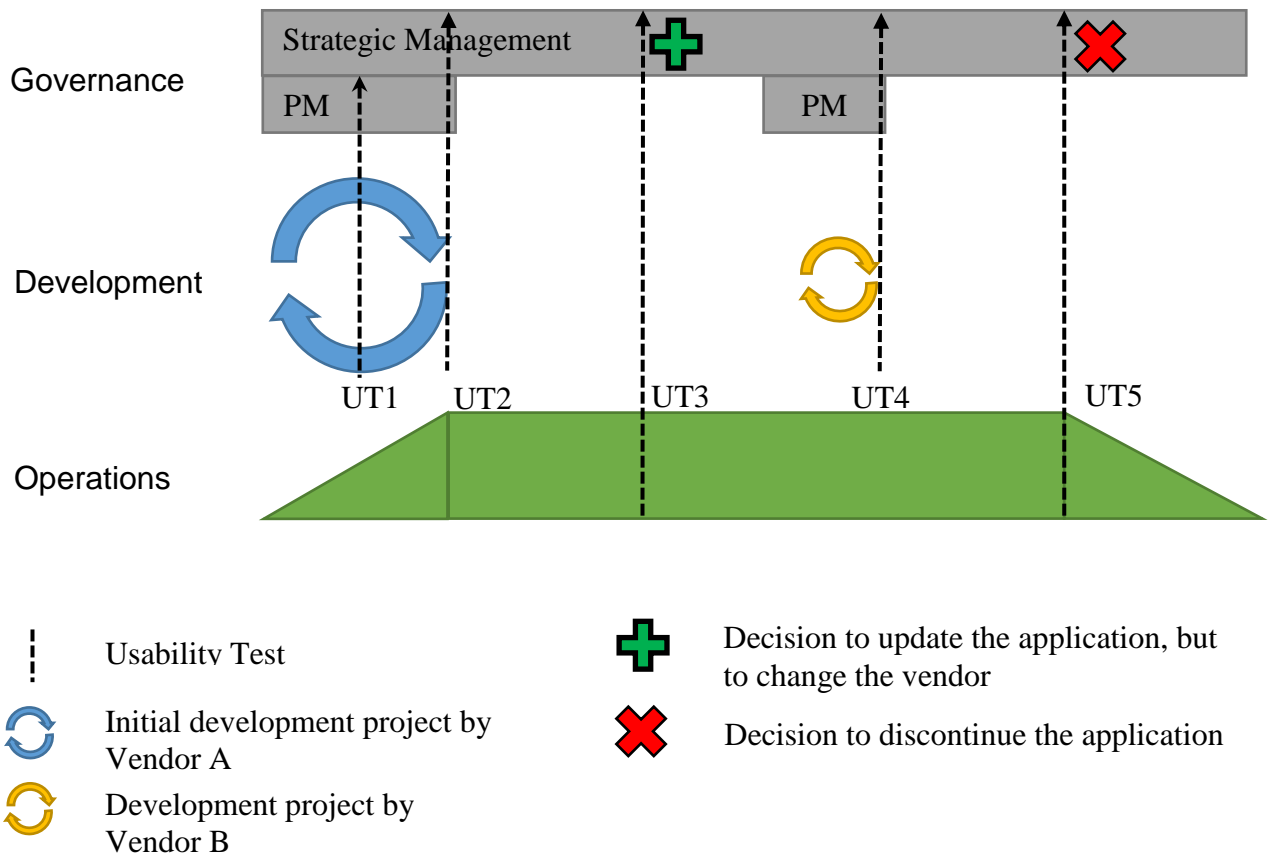 Strategic Management
Governance
PM
PM
Development
UT1
UT2
UT3
UT4
UT5
Operations
Usability Test
Decision to update the application, but
to change the vendor
Initial development project by
Vendor A
Decision to discontinue the application
Development project by
Vendor B